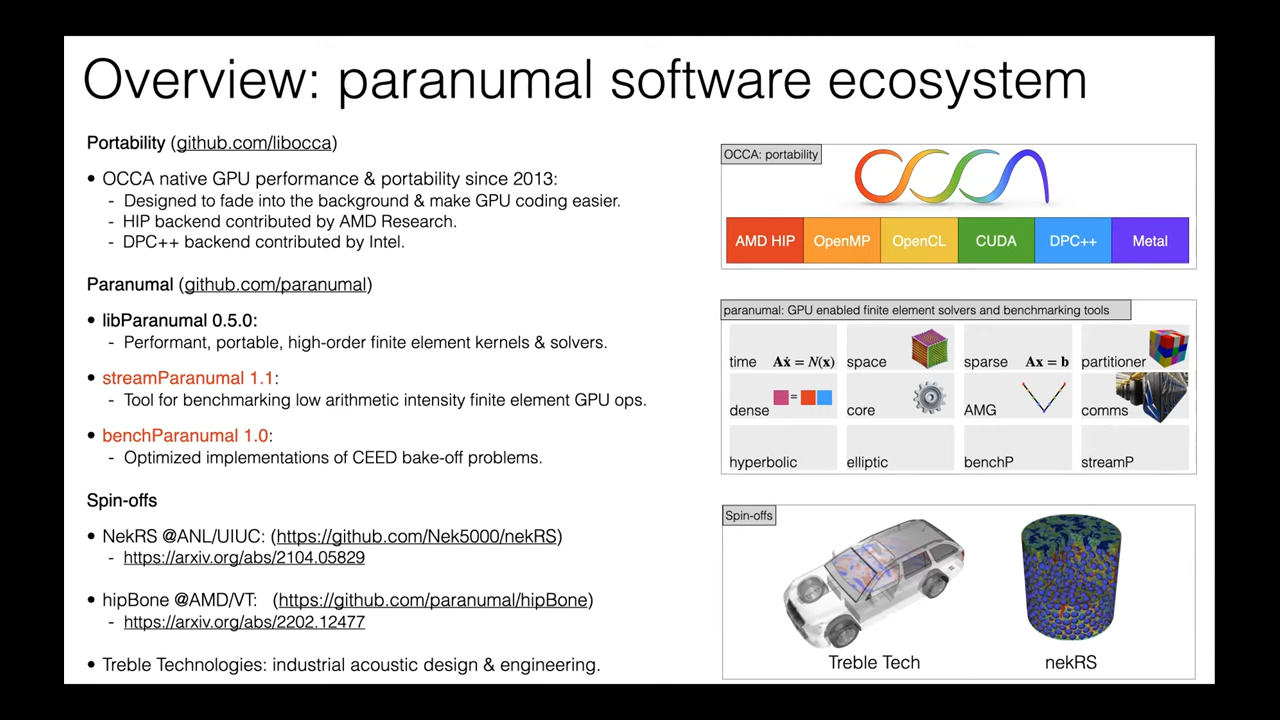 Overview: paranumal software ecosystem
Portability (github.com/libocca)
• OCCA native GPU performance & portability since 2013:
- Designed to fade into the background & make GPU coding easier.
- HIP backend contributed by AMD Research.
- DPC++ backend contributed by Intel.
Paranumal (github.com/paranumal)
• libParanumal 0.5.0:
- Performant, portable, high-order finite element kernels & solvers.
• streamParanumal 1.1:
- Tool for benchmarking low arithmetic intensity finite element GPU ops.
• benchParanumal 1.0:
- Optimized implementations of CEED bake-off problems.
Spin-offs
• NekRS @ANL/UIUC: (https://github.com/Nek5000/nekRS)
- https://arxiv.org/abs/2104.05829
• hipBone @AMD/VT: (https://github.com/paranumal/hipBone)
- https://arxiv.org/abs/2202.12477
• Treble Technologies: industrial acoustic design & engineering.
OCCA: portability
OCCA
AMD HIP OpenMP OpenCL CUDA DPC++ Metal
paranumal: GPU enabled finite element solvers and benchmarking tools
time Aẋ = N(x) space sparse Ax = b partitioner
dense = core AMG comms
hyperbolic elliptic benchP streamP
Spin-offs
Treble Tech nekRS